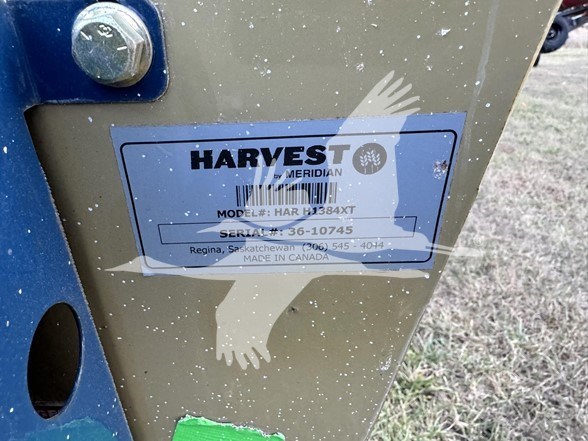 HARVEST
by MERIDIAN
MODEL#: HAR H1384XT
SERIAL#: 36-10745
Regina, Saskatchewan (306) 545 - 4044
MADE IN CANADA